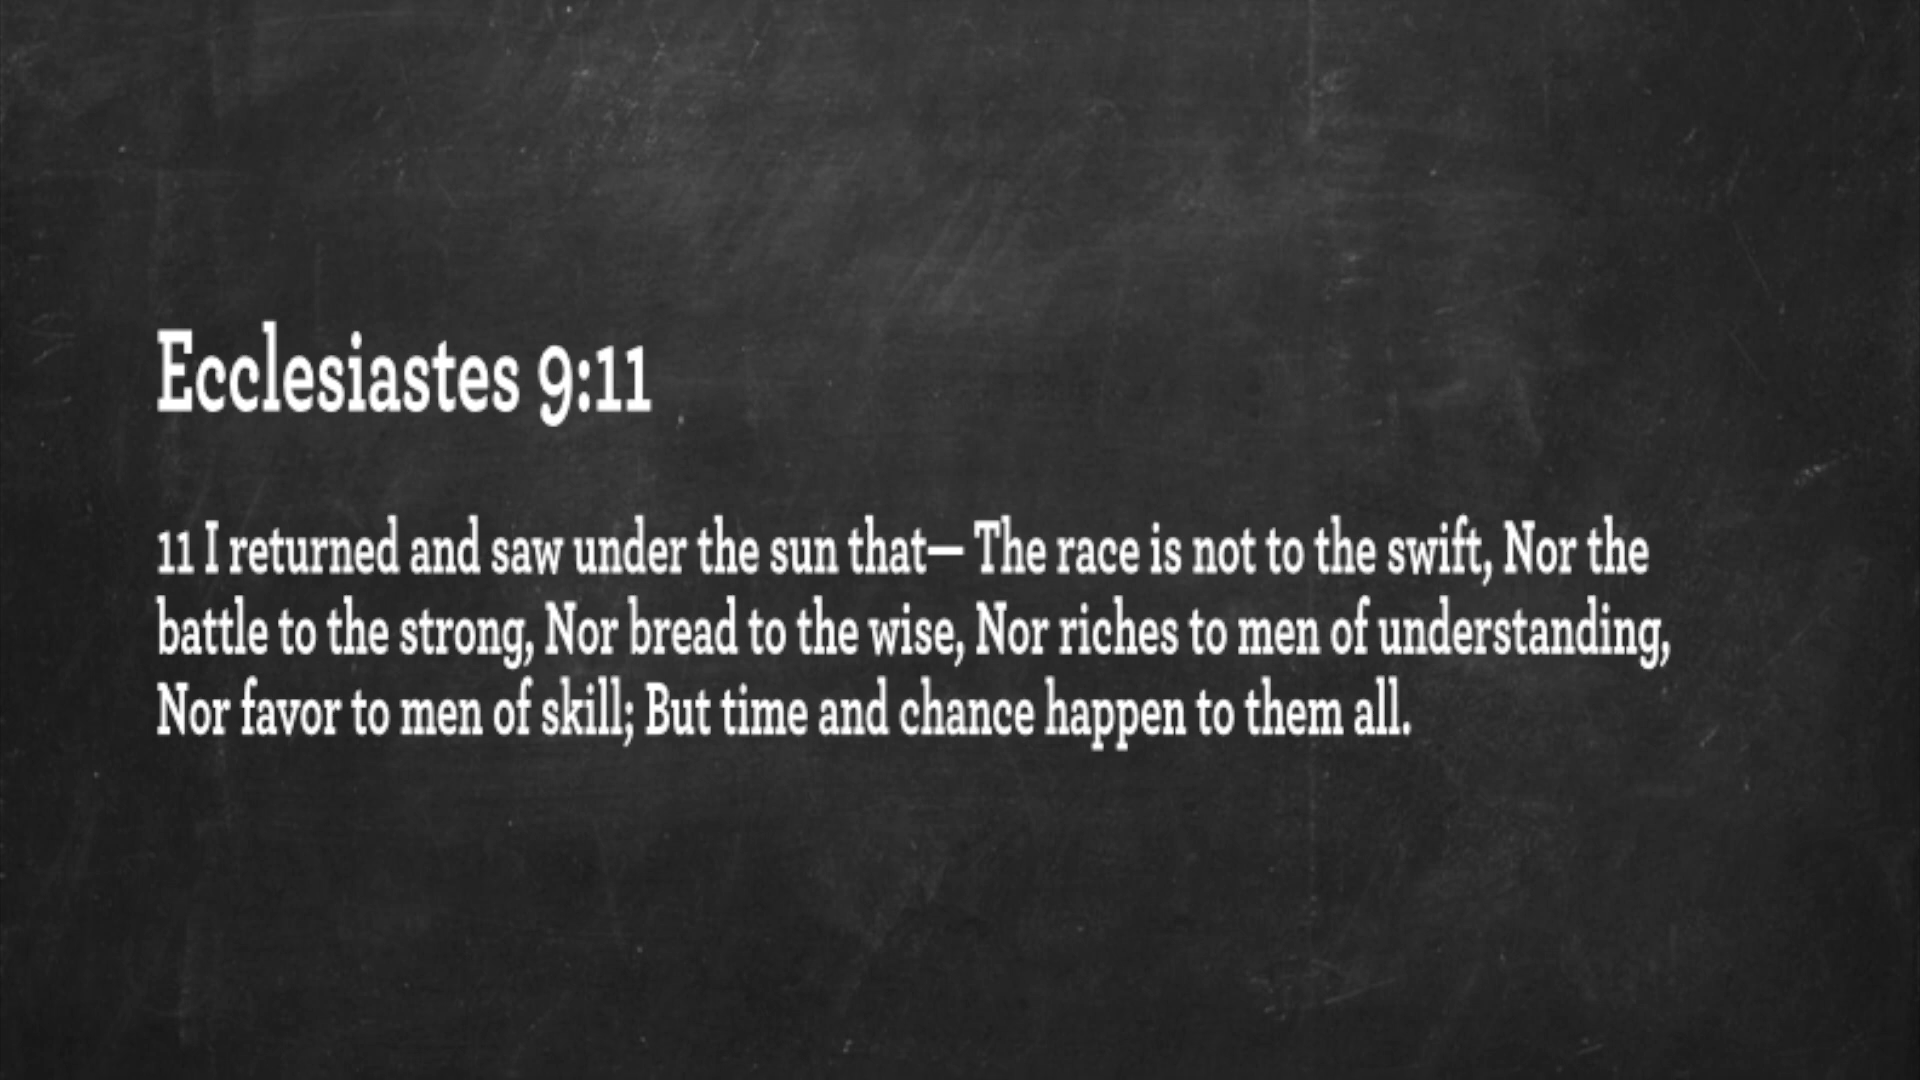 Ecclesiastes 9:11
11 I returned and saw under the sun that— The race is not to the swift, Nor the
battle to the strong, Nor bread to the wise, Nor riches to men of understanding,
Nor favor to men of skill; But time and chance happen to them all.